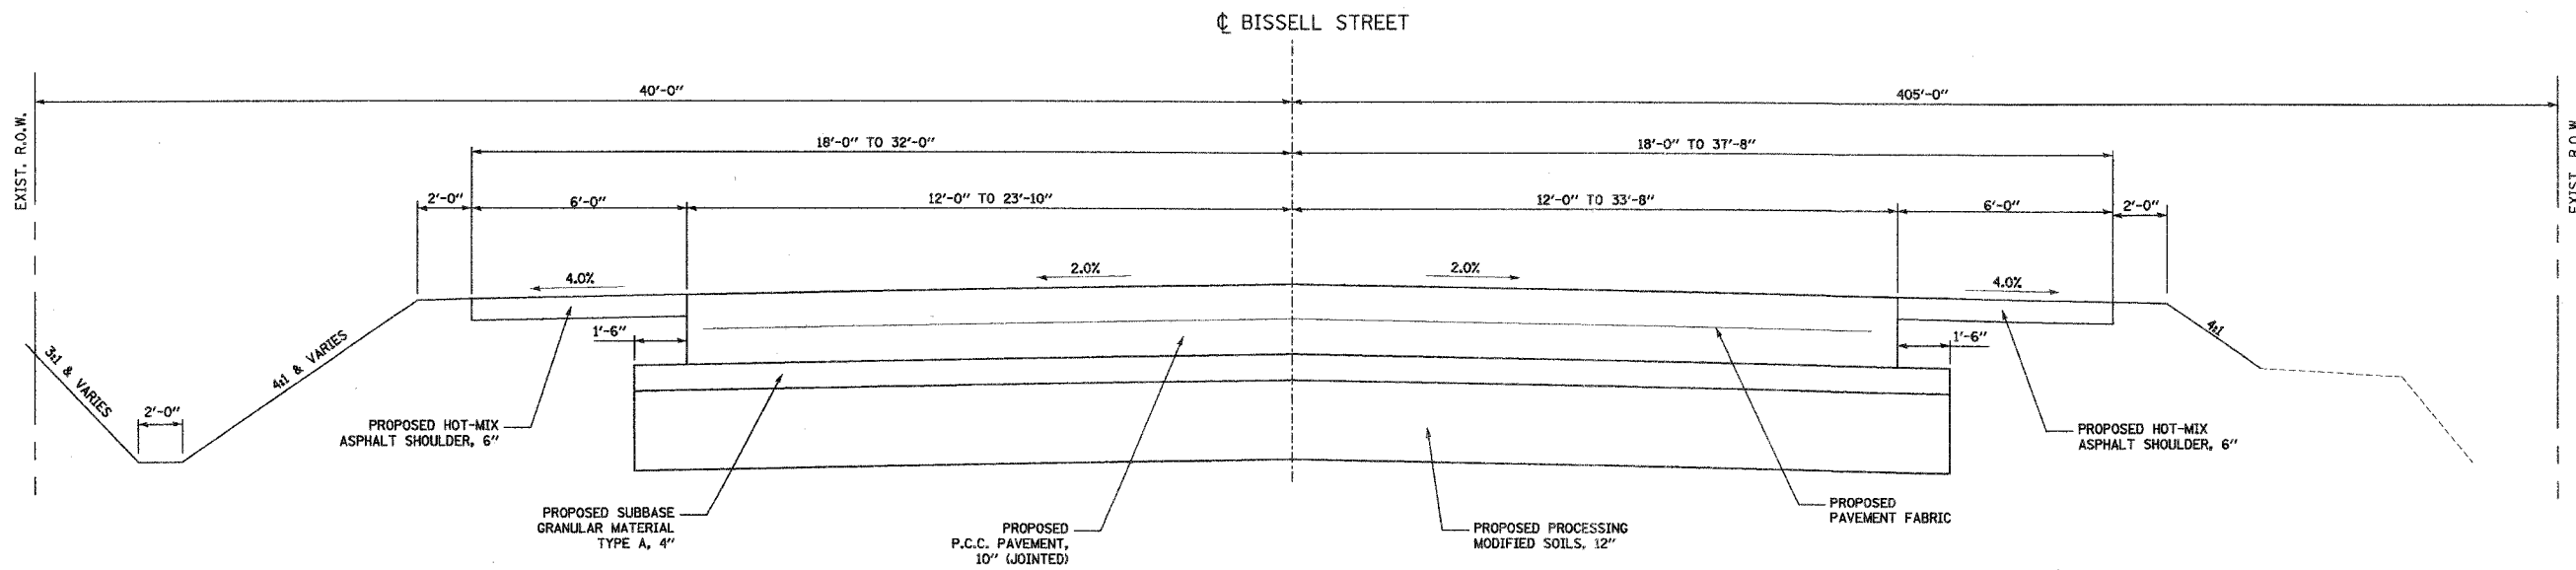 ℄ BISSELL STREET
40'-0"
405'-0"
EXIST. R.O.W.
EXIST. R.O.W.
18'-0" TO 32'-0"
18'-0" TO 37'-8"
2'-0"
6'-0"
12'-0" TO 23'-10"
12'-0" TO 33'-8"
6'-0"
2'-0"
4.0%
2.0%
2.0%
4.0%
1'-6"
1'-6"
3:1 & VARIES
4:1 & VARIES
4:1
2'-0"
PROPOSED HOT-MIX
ASPHALT SHOULDER, 6"
PROPOSED HOT-MIX
ASPHALT SHOULDER, 6"
PROPOSED SUBBASE
GRANULAR MATERIAL
TYPE A, 4"
PROPOSED
P.C.C. PAVEMENT,
10" (JOINTED)
PROPOSED PROCESSING
MODIFIED SOILS, 12"
PROPOSED
PAVEMENT FABRIC